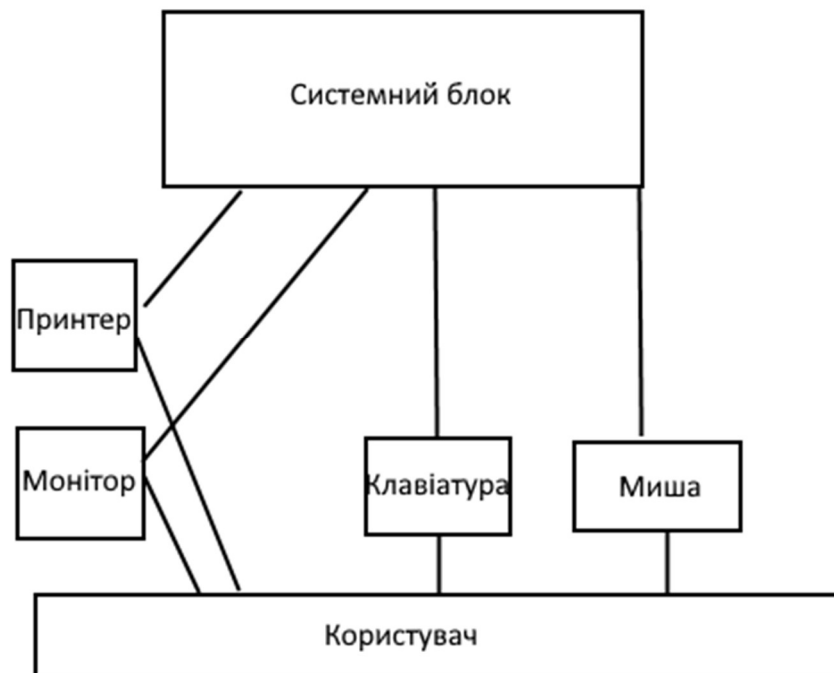 Системний блок
Принтер
Монітор
Клавіатура
Миша
Користувач